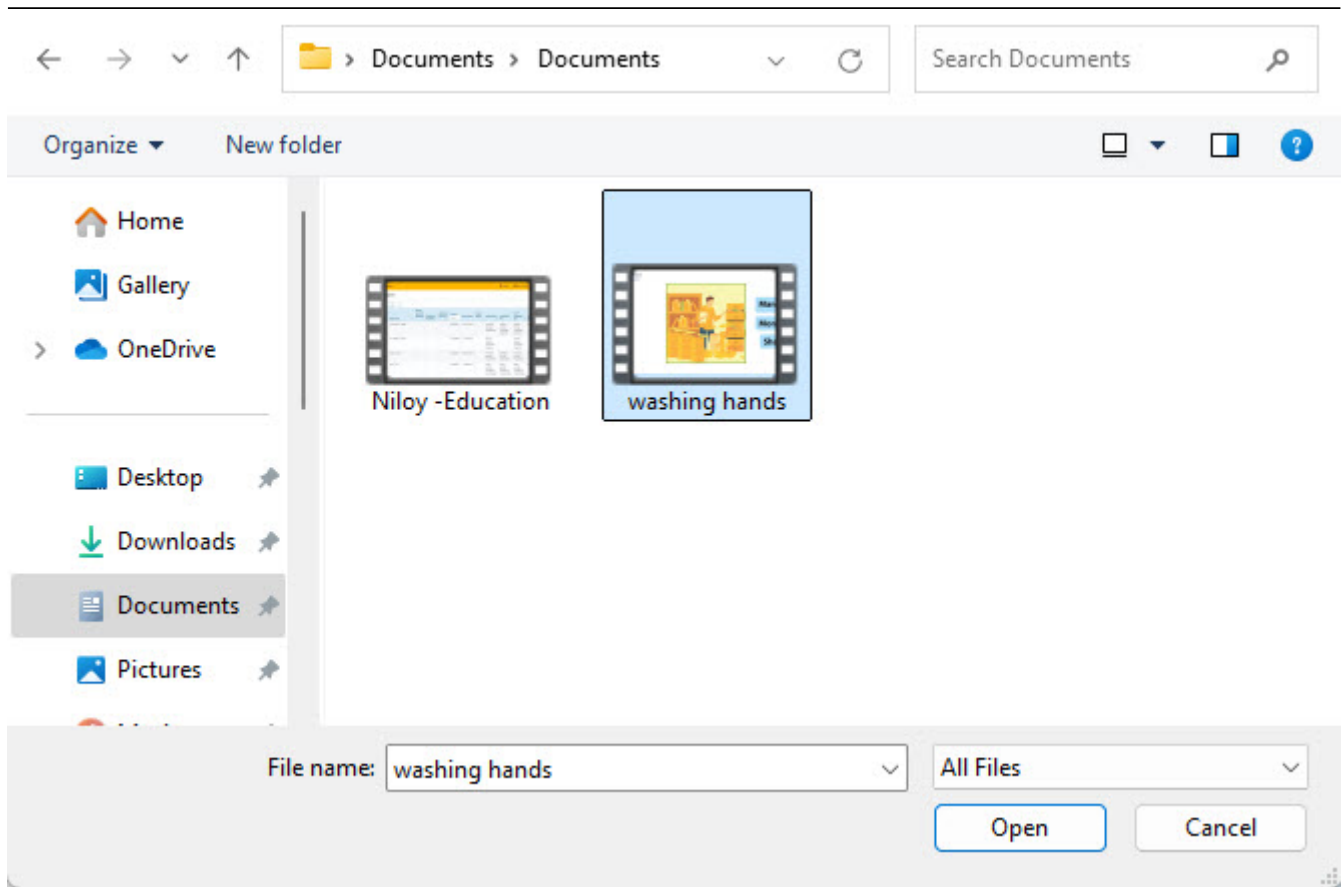 Documents > Documents
Search Documents
Organize
New folder
Home
Gallery
OneDrive
Desktop
Downloads
Documents
Pictures
Niloy -Education
washing hands
File name:
washing hands
All Files
Open
Cancel